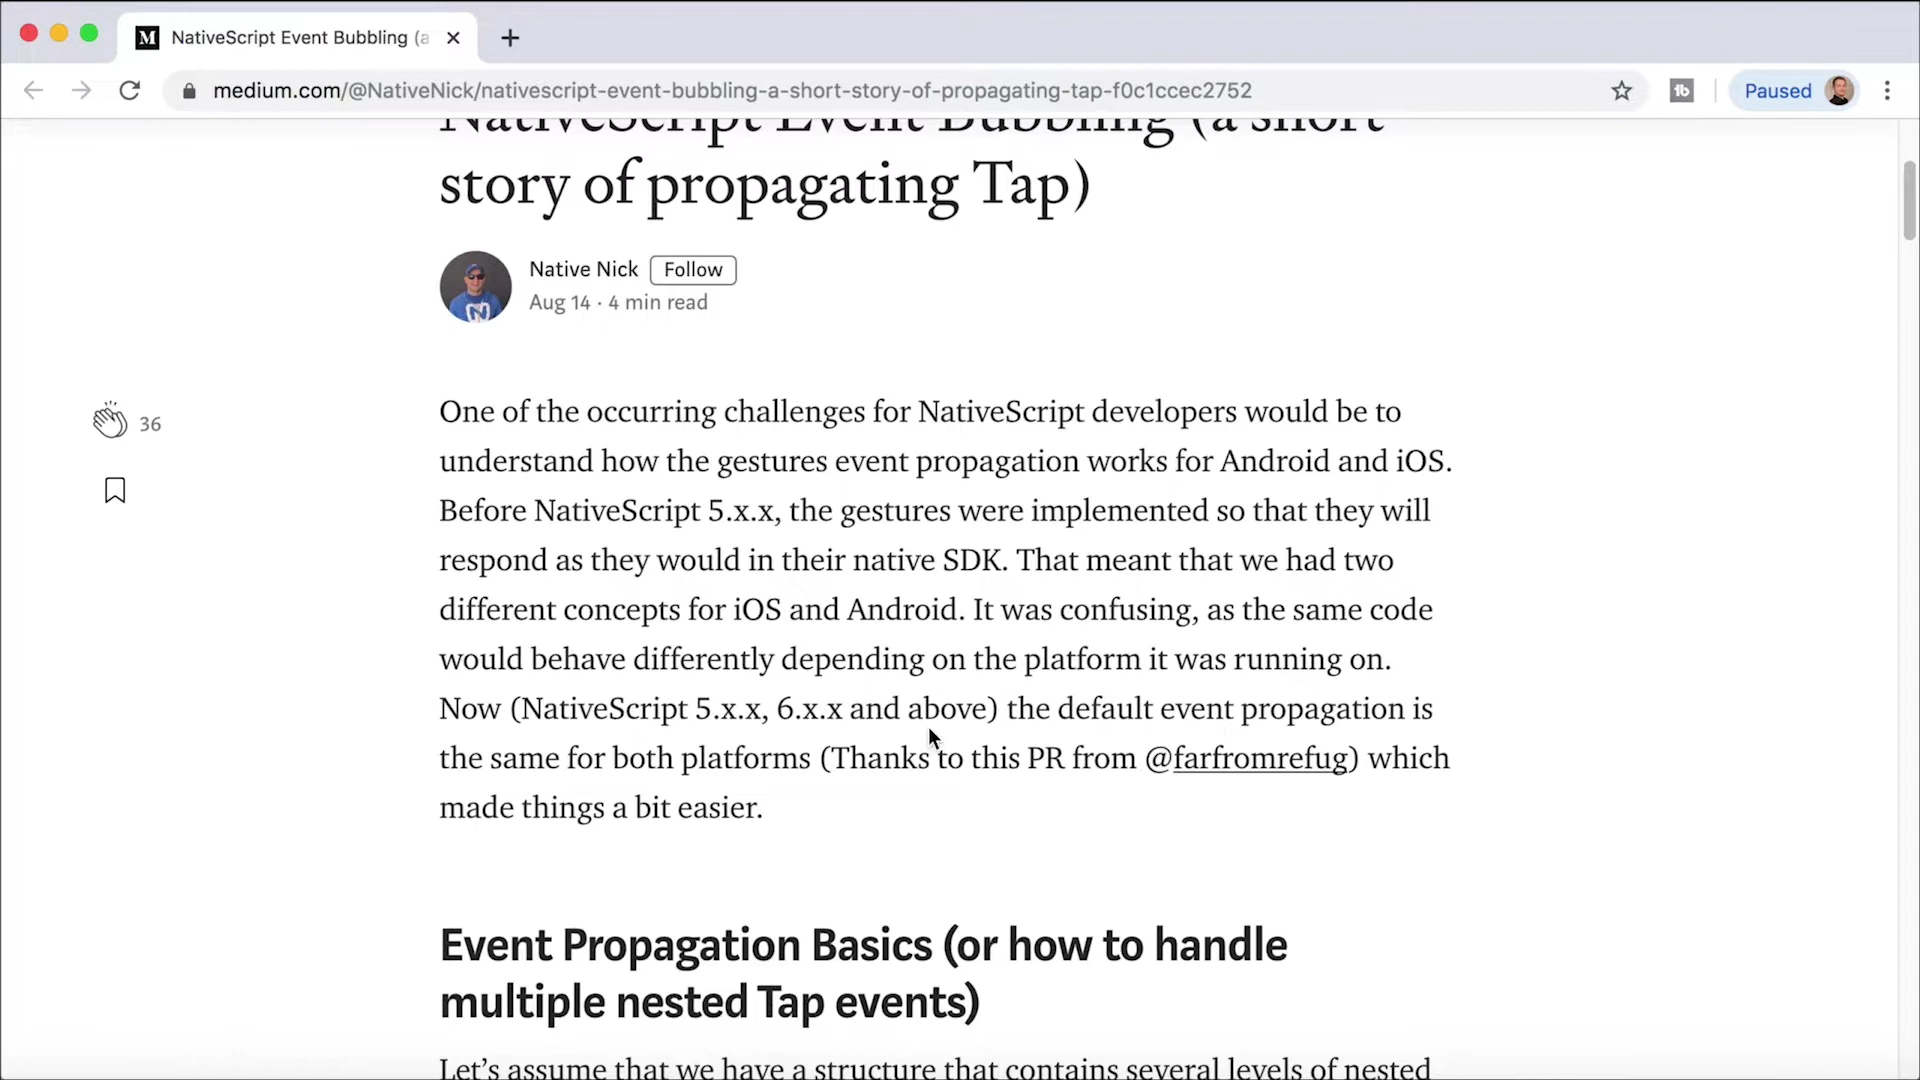 M NativeScript Event Bubbling (a
medium.com/@NativeNick/nativescript-event-bubbling-a-short-story-of-propagating-tap-f0c1ccec2752
Paused
NativeScript Event Bubbling (a short
story of propagating Tap)
Native Nick Follow
Aug 14 · 4 min read
36
One of the occurring challenges for NativeScript developers would be to
understand how the gestures event propagation works for Android and iOS.
Before NativeScript 5.x.x, the gestures were implemented so that they will
respond as they would in their native SDK. That meant that we had two
different concepts for iOS and Android. It was confusing, as the same code
would behave differently depending on the platform it was running on.
Now (NativeScript 5.x.x, 6.x.x and above) the default event propagation is
the same for both platforms (Thanks to this PR from @farfromrefug) which
made things a bit easier.
Event Propagation Basics (or how to handle
multiple nested Tap events)
Let’s assume that we have a structure that contains several levels of nested